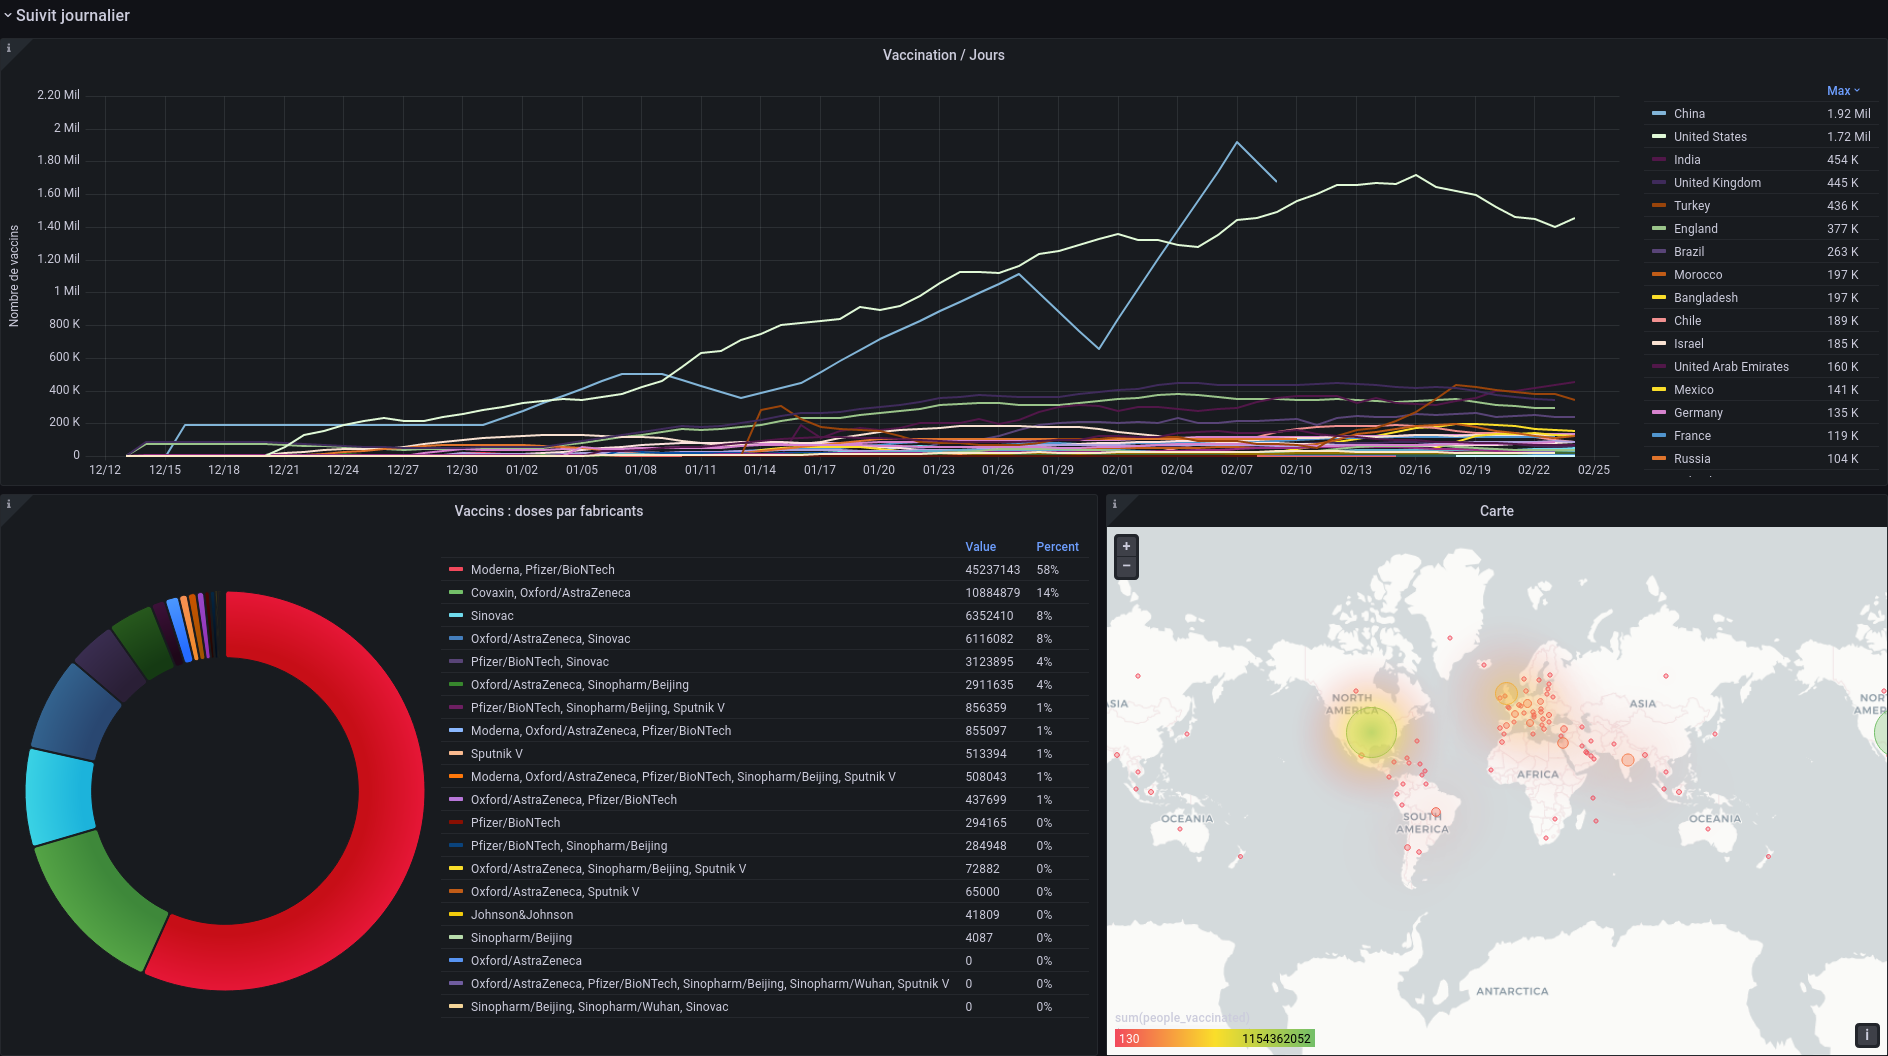 Suivit journalier
i
Vaccination / Jours
Nombre de vaccins
2.20 Mil
2 Mil
1.80 Mil
1.60 Mil
1.40 Mil
1.20 Mil
1 Mil
800 K
600 K
400 K
200 K
0
12/12 12/15 12/18 12/21 12/24 12/27 12/30 01/02 01/05 01/08 01/11 01/14 01/17 01/20 01/23 01/26 01/29 02/01 02/04 02/07 02/10 02/13 02/16 02/19 02/22 02/25
Max
China 1.92 Mil
United States 1.72 Mil
India 454 K
United Kingdom 445 K
Turkey 436 K
England 377 K
Brazil 263 K
Morocco 197 K
Bangladesh 197 K
Chile 189 K
Israel 185 K
United Arab Emirates 160 K
Mexico 141 K
Germany 135 K
France 119 K
Russia 104 K
i
Vaccins : doses par fabricants
Value Percent
Moderna, Pfizer/BioNTech 45237143 58%
Covaxin, Oxford/AstraZeneca 10884879 14%
Sinovac 6352410 8%
Oxford/AstraZeneca, Sinovac 6116082 8%
Pfizer/BioNTech, Sinovac 3123895 4%
Oxford/AstraZeneca, Sinopharm/Beijing 2911635 4%
Pfizer/BioNTech, Sinopharm/Beijing, Sputnik V 856359 1%
Moderna, Oxford/AstraZeneca, Pfizer/BioNTech 855097 1%
Sputnik V 513394 1%
Moderna, Oxford/AstraZeneca, Pfizer/BioNTech, Sinopharm/Beijing, Sputnik V 508043 1%
Oxford/AstraZeneca, Pfizer/BioNTech 437699 1%
Pfizer/BioNTech 294165 0%
Pfizer/BioNTech, Sinopharm/Beijing 284948 0%
Oxford/AstraZeneca, Sinopharm/Beijing, Sputnik V 72882 0%
Oxford/AstraZeneca, Sputnik V 65000 0%
Johnson&Johnson 41809 0%
Sinopharm/Beijing 4087 0%
Oxford/AstraZeneca 0 0%
Oxford/AstraZeneca, Pfizer/BioNTech, Sinopharm/Beijing, Sinopharm/Wuhan, Sputnik V 0 0%
Sinopharm/Beijing, Sinopharm/Wuhan, Sinovac 0 0%
i
Carte
+
−
NORTH
AMERICA
ASIA
ASIA
NOR
AMER
AFRICA
OCEANIA
SOUTH
AMERICA
OCEANIA
ANTARCTICA
sum(people_vaccinated)
130 1154362052
i